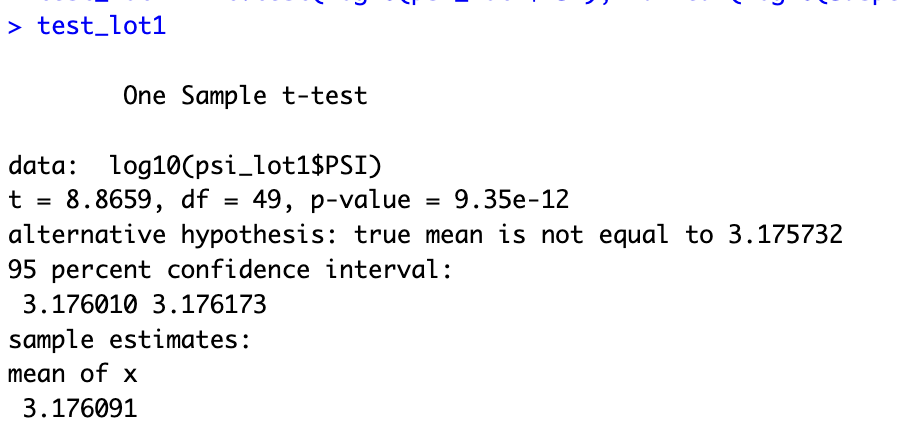 > test_lot1
One Sample t-test
data:  log10(psi_lot1$PSI)
t = 8.8659, df = 49, p-value = 9.35e-12
alternative hypothesis: true mean is not equal to 3.175732
95 percent confidence interval:
3.176010 3.176173
sample estimates:
mean of x
3.176091